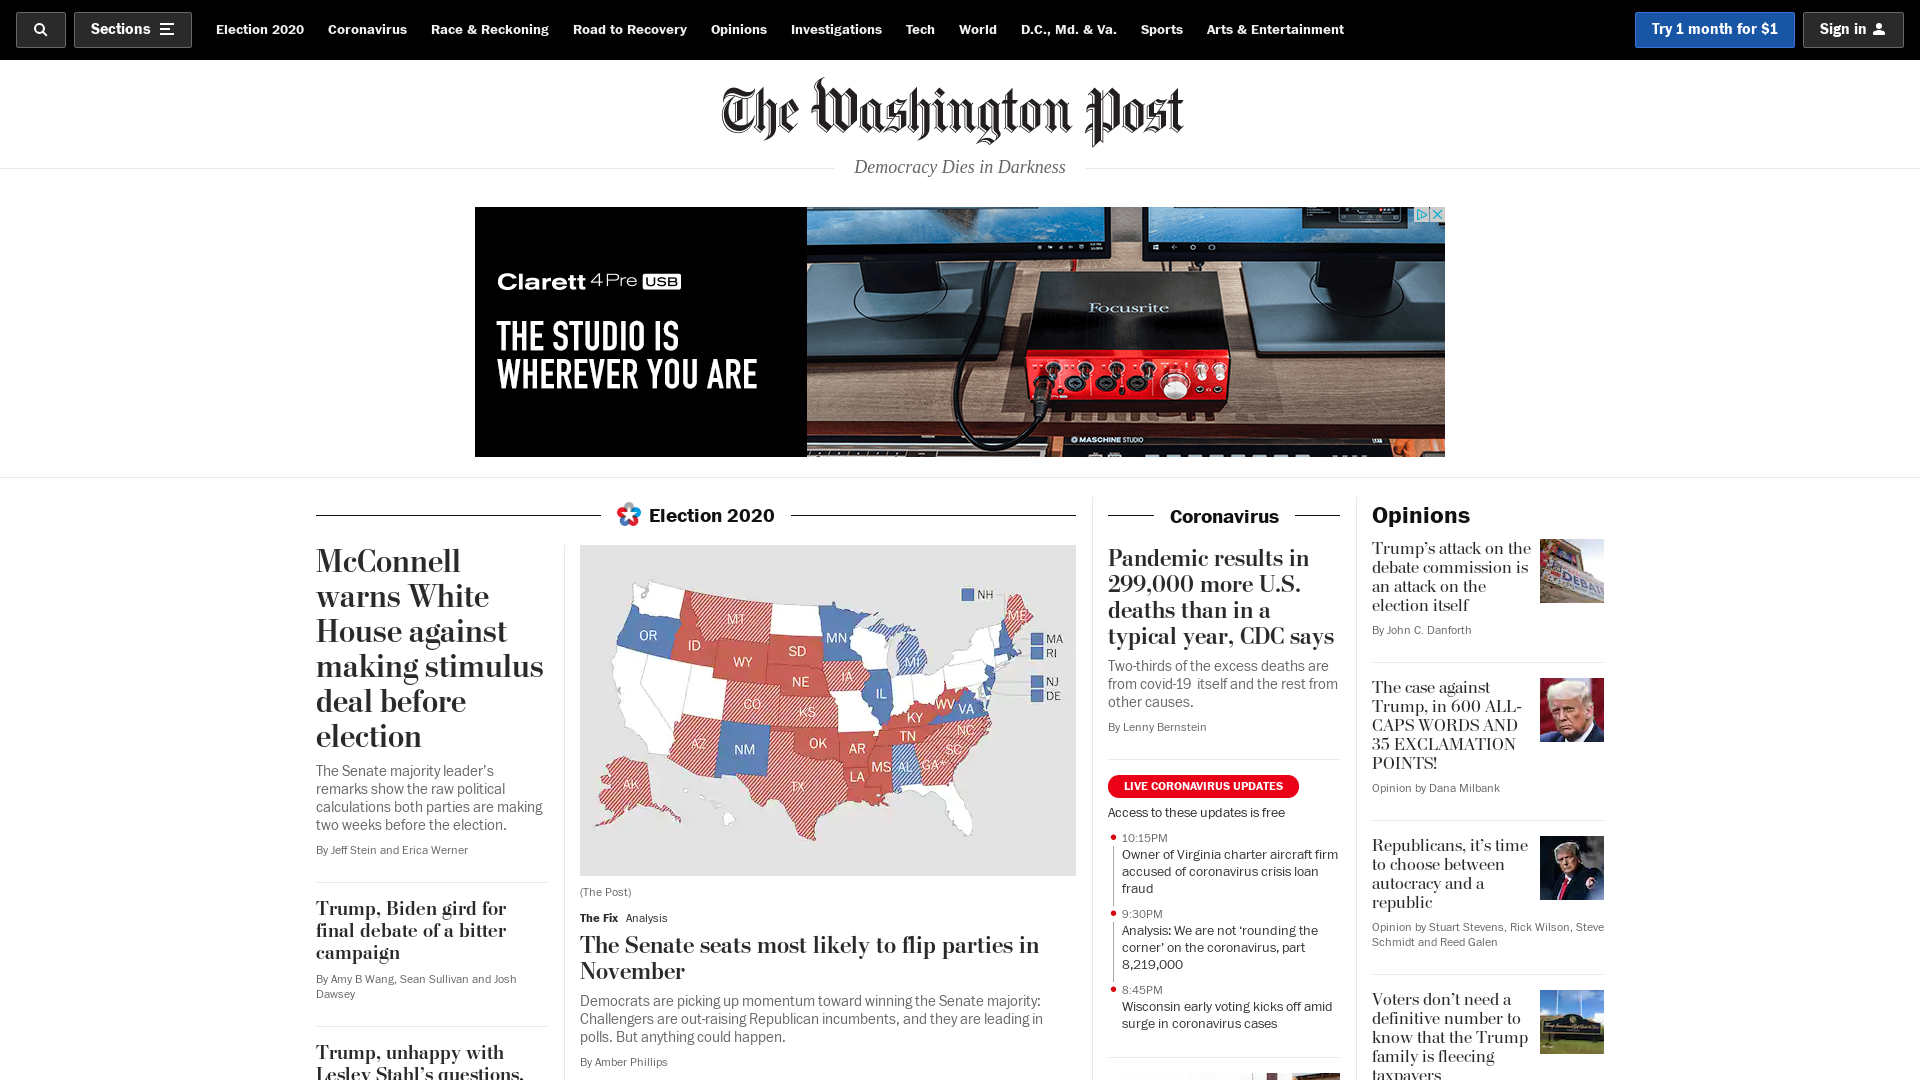 Sections
Election 2020
Coronavirus
Race & Reckoning
Road to Recovery
Opinions
Investigations
Tech
World
D.C., Md. & Va.
Sports
Arts & Entertainment
Try 1 month for $1
Sign in
The Washington Post
Democracy Dies in Darkness
Clarett 4Pre USB
THE STUDIO IS
WHEREVER YOU ARE
Focusrite
MASCHINE STUDIO
Election 2020
McConnell
warns White
House against
making stimulus
deal before
election
The Senate majority leader’s
remarks show the raw political
calculations both parties are making
two weeks before the election.
By Jeff Stein and Erica Werner
Trump, Biden gird for
final debate of a bitter
campaign
By Amy B Wang, Sean Sullivan and Josh
Dawsey
Trump, unhappy with
Lesley Stahl’s questions,
NH
ME
MT
OR
MN
ID
MA
SD
RI
WY
MI
NE
IA
NJ
IL
DE
CO
WV
VA
KS
KY
NC
TN
AZ
OK
AR
SC
NM
MS
AL
GA*
LA
AK
TX
(The Post)
The Fix Analysis
The Senate seats most likely to flip parties in
November
Democrats are picking up momentum toward winning the Senate majority:
Challengers are out-raising Republican incumbents, and they are leading in
polls. But anything could happen.
By Amber Phillips
Coronavirus
Pandemic results in
299,000 more U.S.
deaths than in a
typical year, CDC says
Two-thirds of the excess deaths are
from covid-19 itself and the rest from
other causes.
By Lenny Bernstein
LIVE CORONAVIRUS UPDATES
Access to these updates is free
10:15PM
Owner of Virginia charter aircraft firm
accused of coronavirus crisis loan
fraud
9:30PM
Analysis: We are not ‘rounding the
corner’ on the coronavirus, part
8,219,000
8:45PM
Wisconsin early voting kicks off amid
surge in coronavirus cases
Opinions
Trump’s attack on the
debate commission is
an attack on the
election itself
By John C. Danforth
DEBATE
The case against
Trump, in 600 ALL-
CAPS WORDS AND
35 EXCLAMATION
POINTS!
Opinion by Dana Milbank
Republicans, it’s time
to choose between
autocracy and a
republic
Opinion by Stuart Stevens, Rick Wilson, Steve
Schmidt and Reed Galen
Voters don’t need a
definitive number to
know that the Trump
family is fleecing
taxpayers